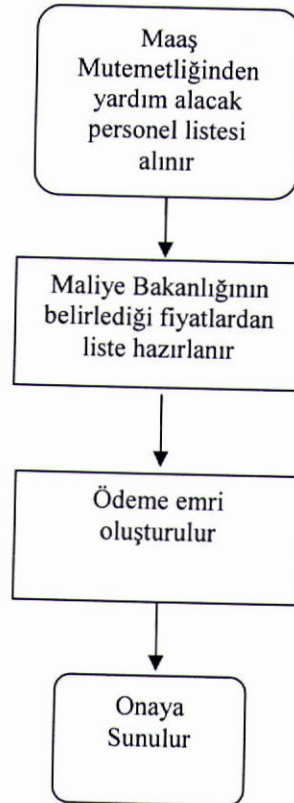 Maaş
Mutemetliğinden
yardım alacak
personel listesi
alınır
Maliye Bakanlığının
belirlediği fiyatlardan
liste hazırlanır
Ödeme emri
oluşturulur
Onaya
Sunulur